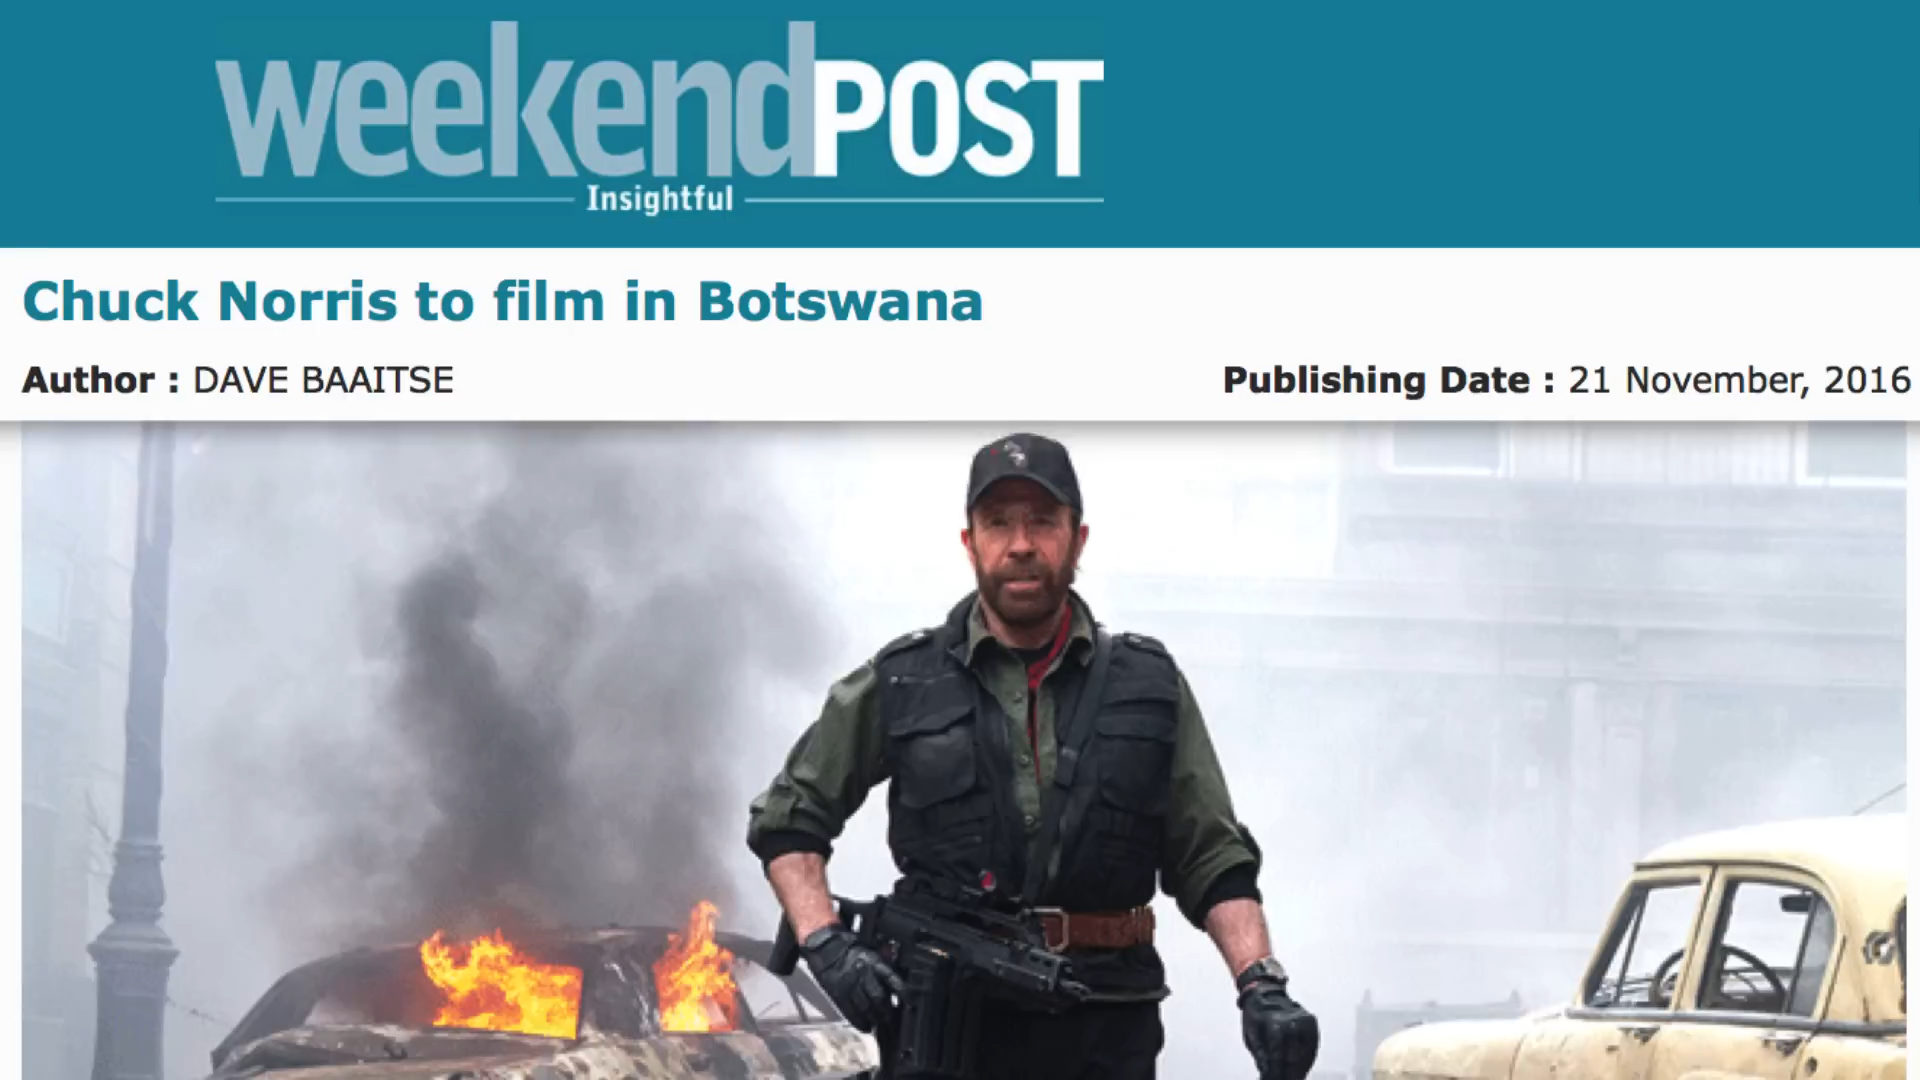 weekendPOST
Insightful
Chuck Norris to film in Botswana
Author : DAVE BAAITSE
Publishing Date : 21 November, 2016